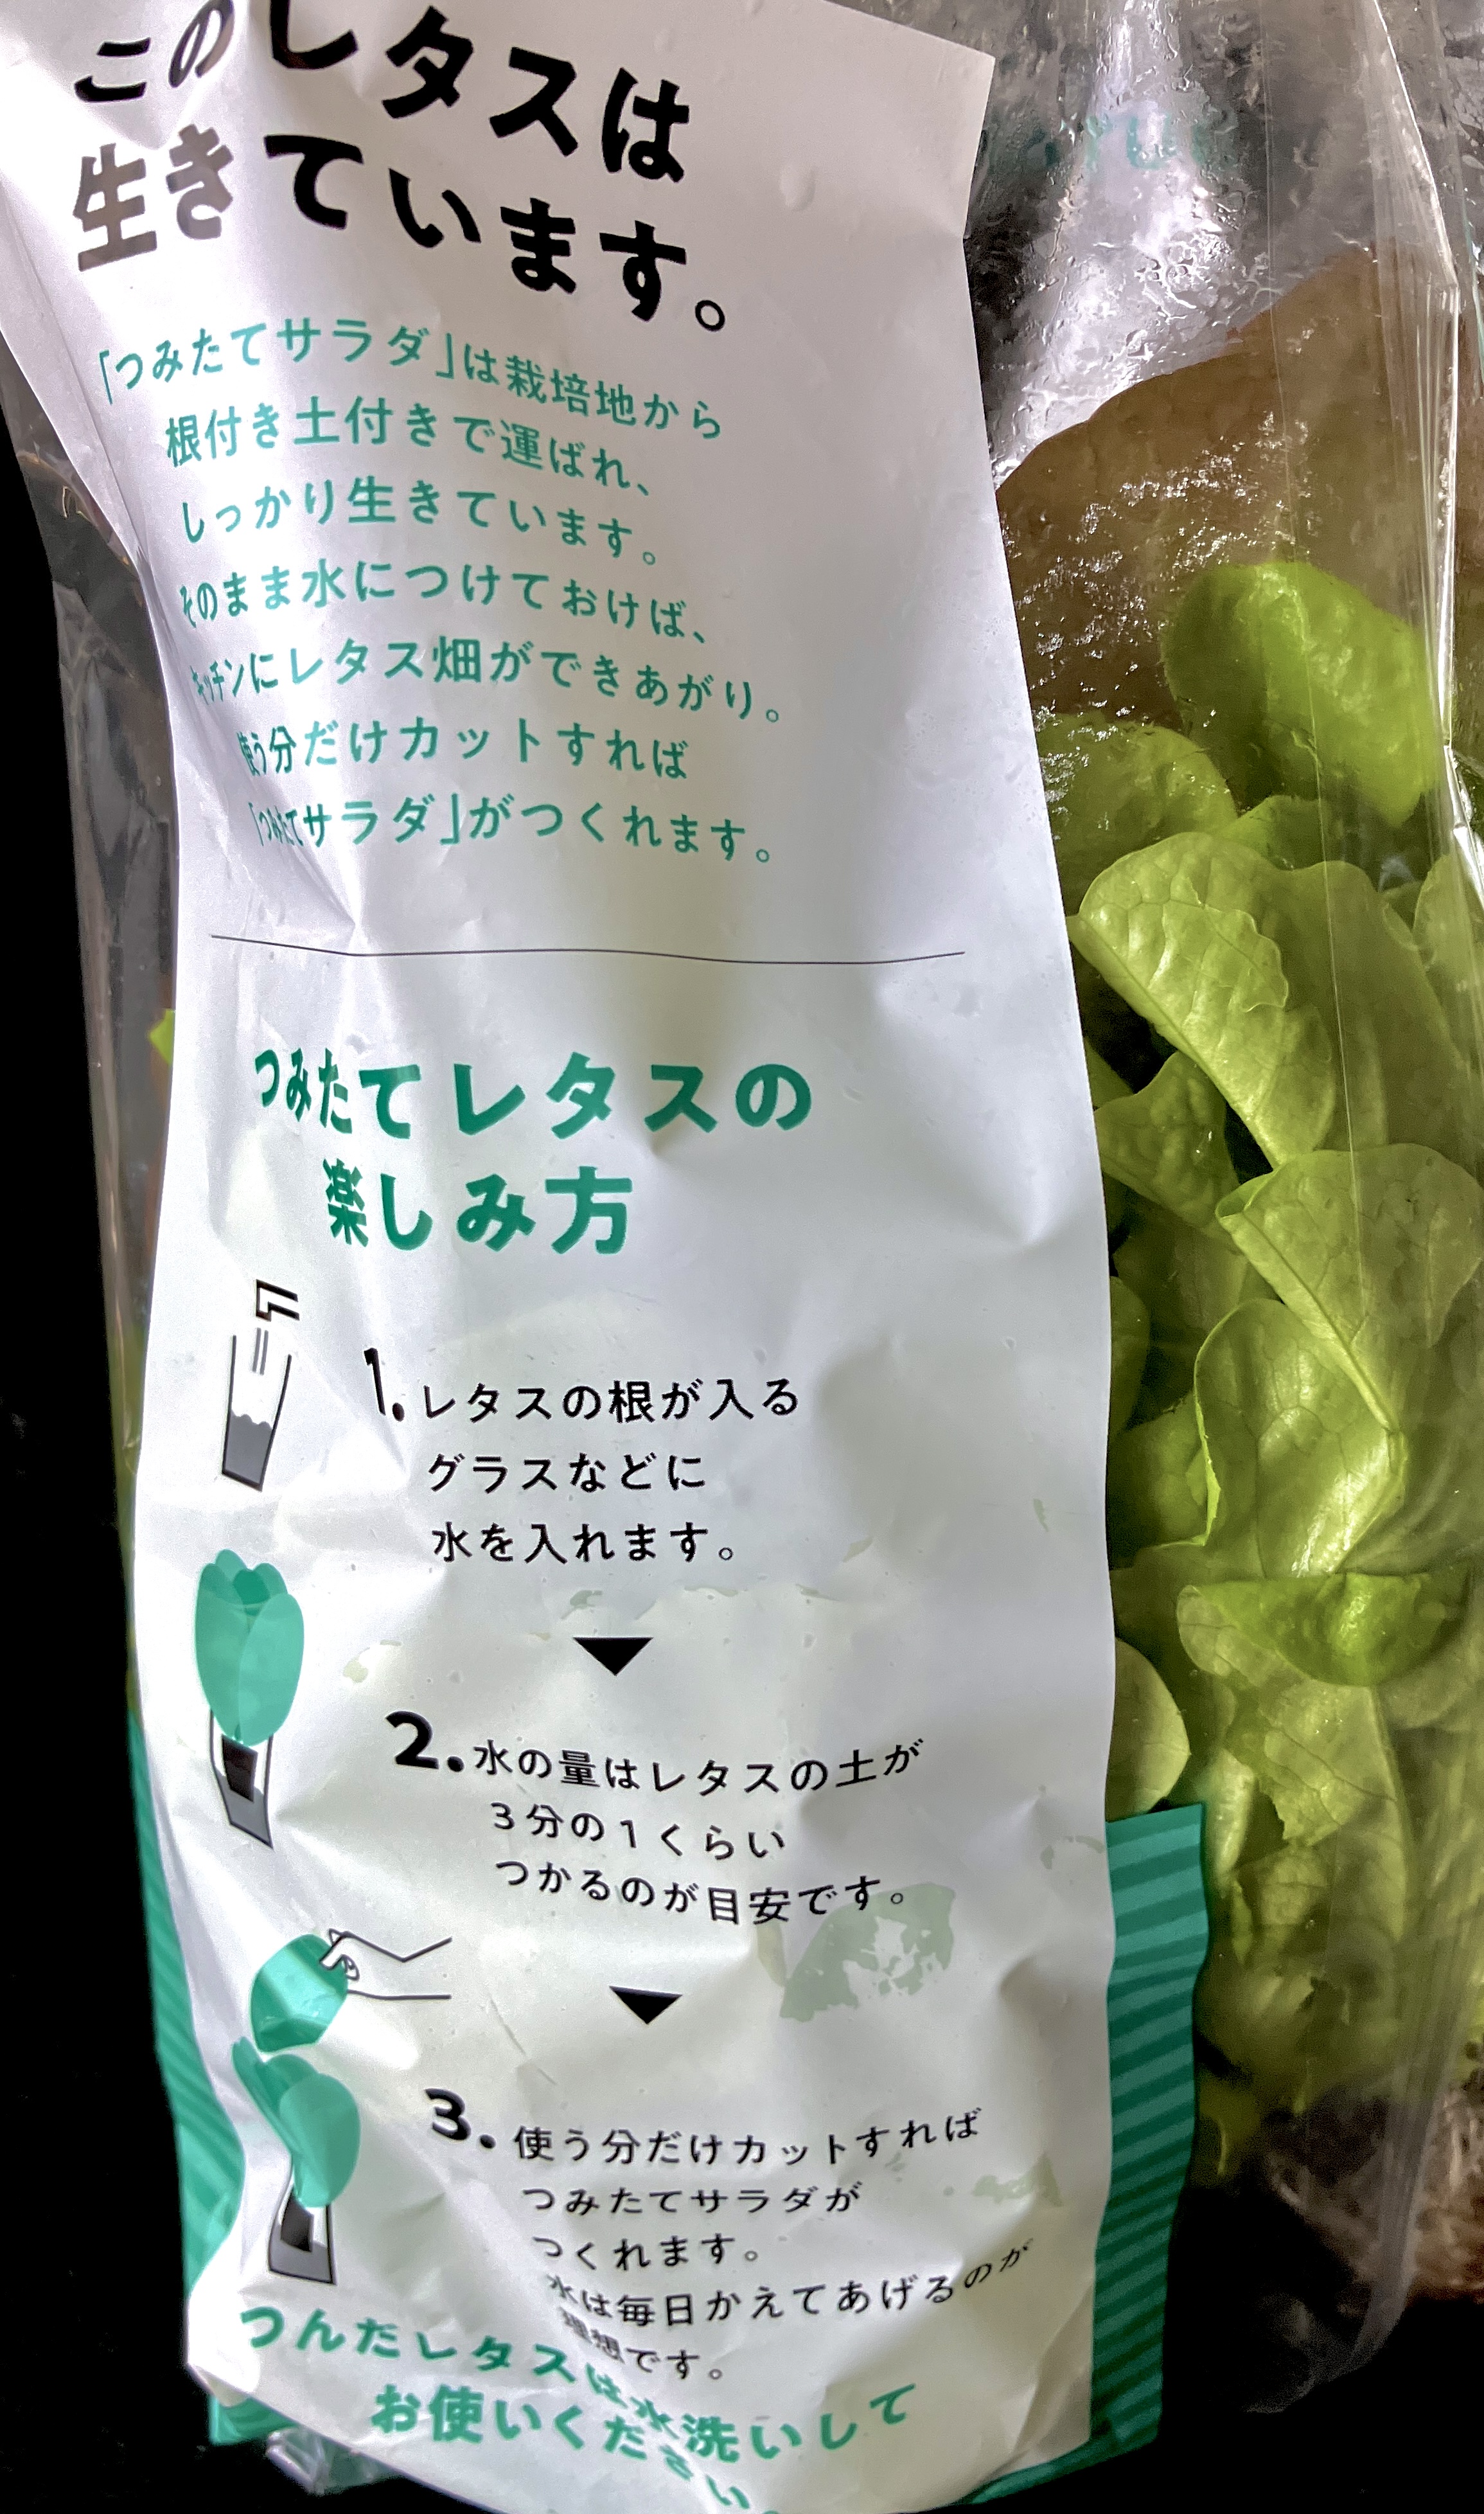 このレタスは
生きています。
「つみたてサラダ」は栽培地から
根付き土付きで運ばれ、
しっかり生きています。
そのまま水につけておけば、
キッチンにレタス畑ができあがり。
使う分だけカットすれば
「つみたてサラダ」がつくれます。
つみたてレタスの
楽しみ方
1.レタスの根が入る
グラスなどに
水を入れます。
2.水の量はレタスの土が
3分の1くらい
つかるのが目安です。
3.使う分だけカットすれば
つみたてサラダが
つくれます。
水は毎日かえてあげるのが
理想です。
つんだレタスは水洗いして
お使いください。